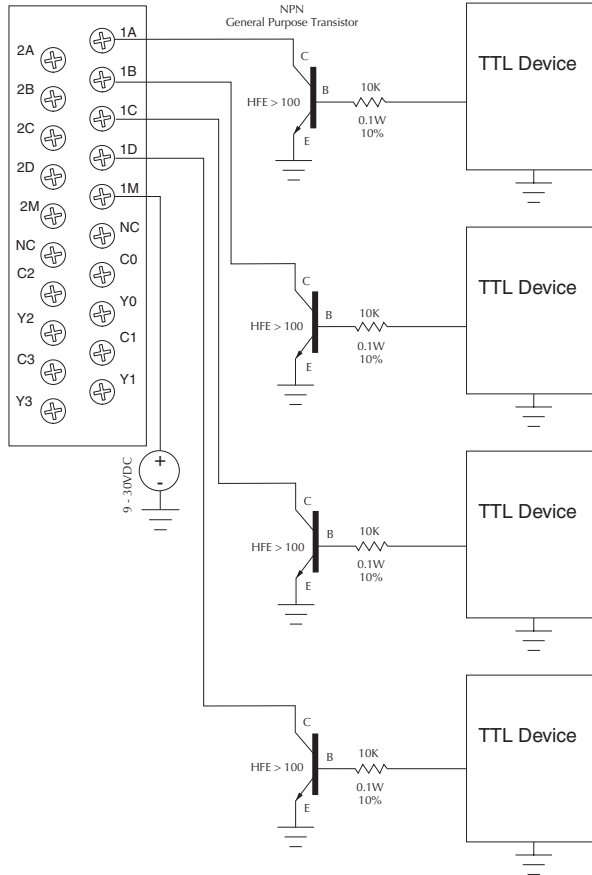 NPN
General Purpose Transistor
1A
2A
1B
2B
1C
2C
1D
2D
1M
2M
NC
NC
C0
C2
Y0
Y2
C1
C3
Y1
Y3
+
-
9 - 30VDC
C
B
E
HFE > 100
10K
0.1W
10%
TTL Device
C
B
E
HFE > 100
10K
0.1W
10%
TTL Device
C
B
E
HFE > 100
10K
0.1W
10%
TTL Device
C
B
E
HFE > 100
10K
0.1W
10%
TTL Device